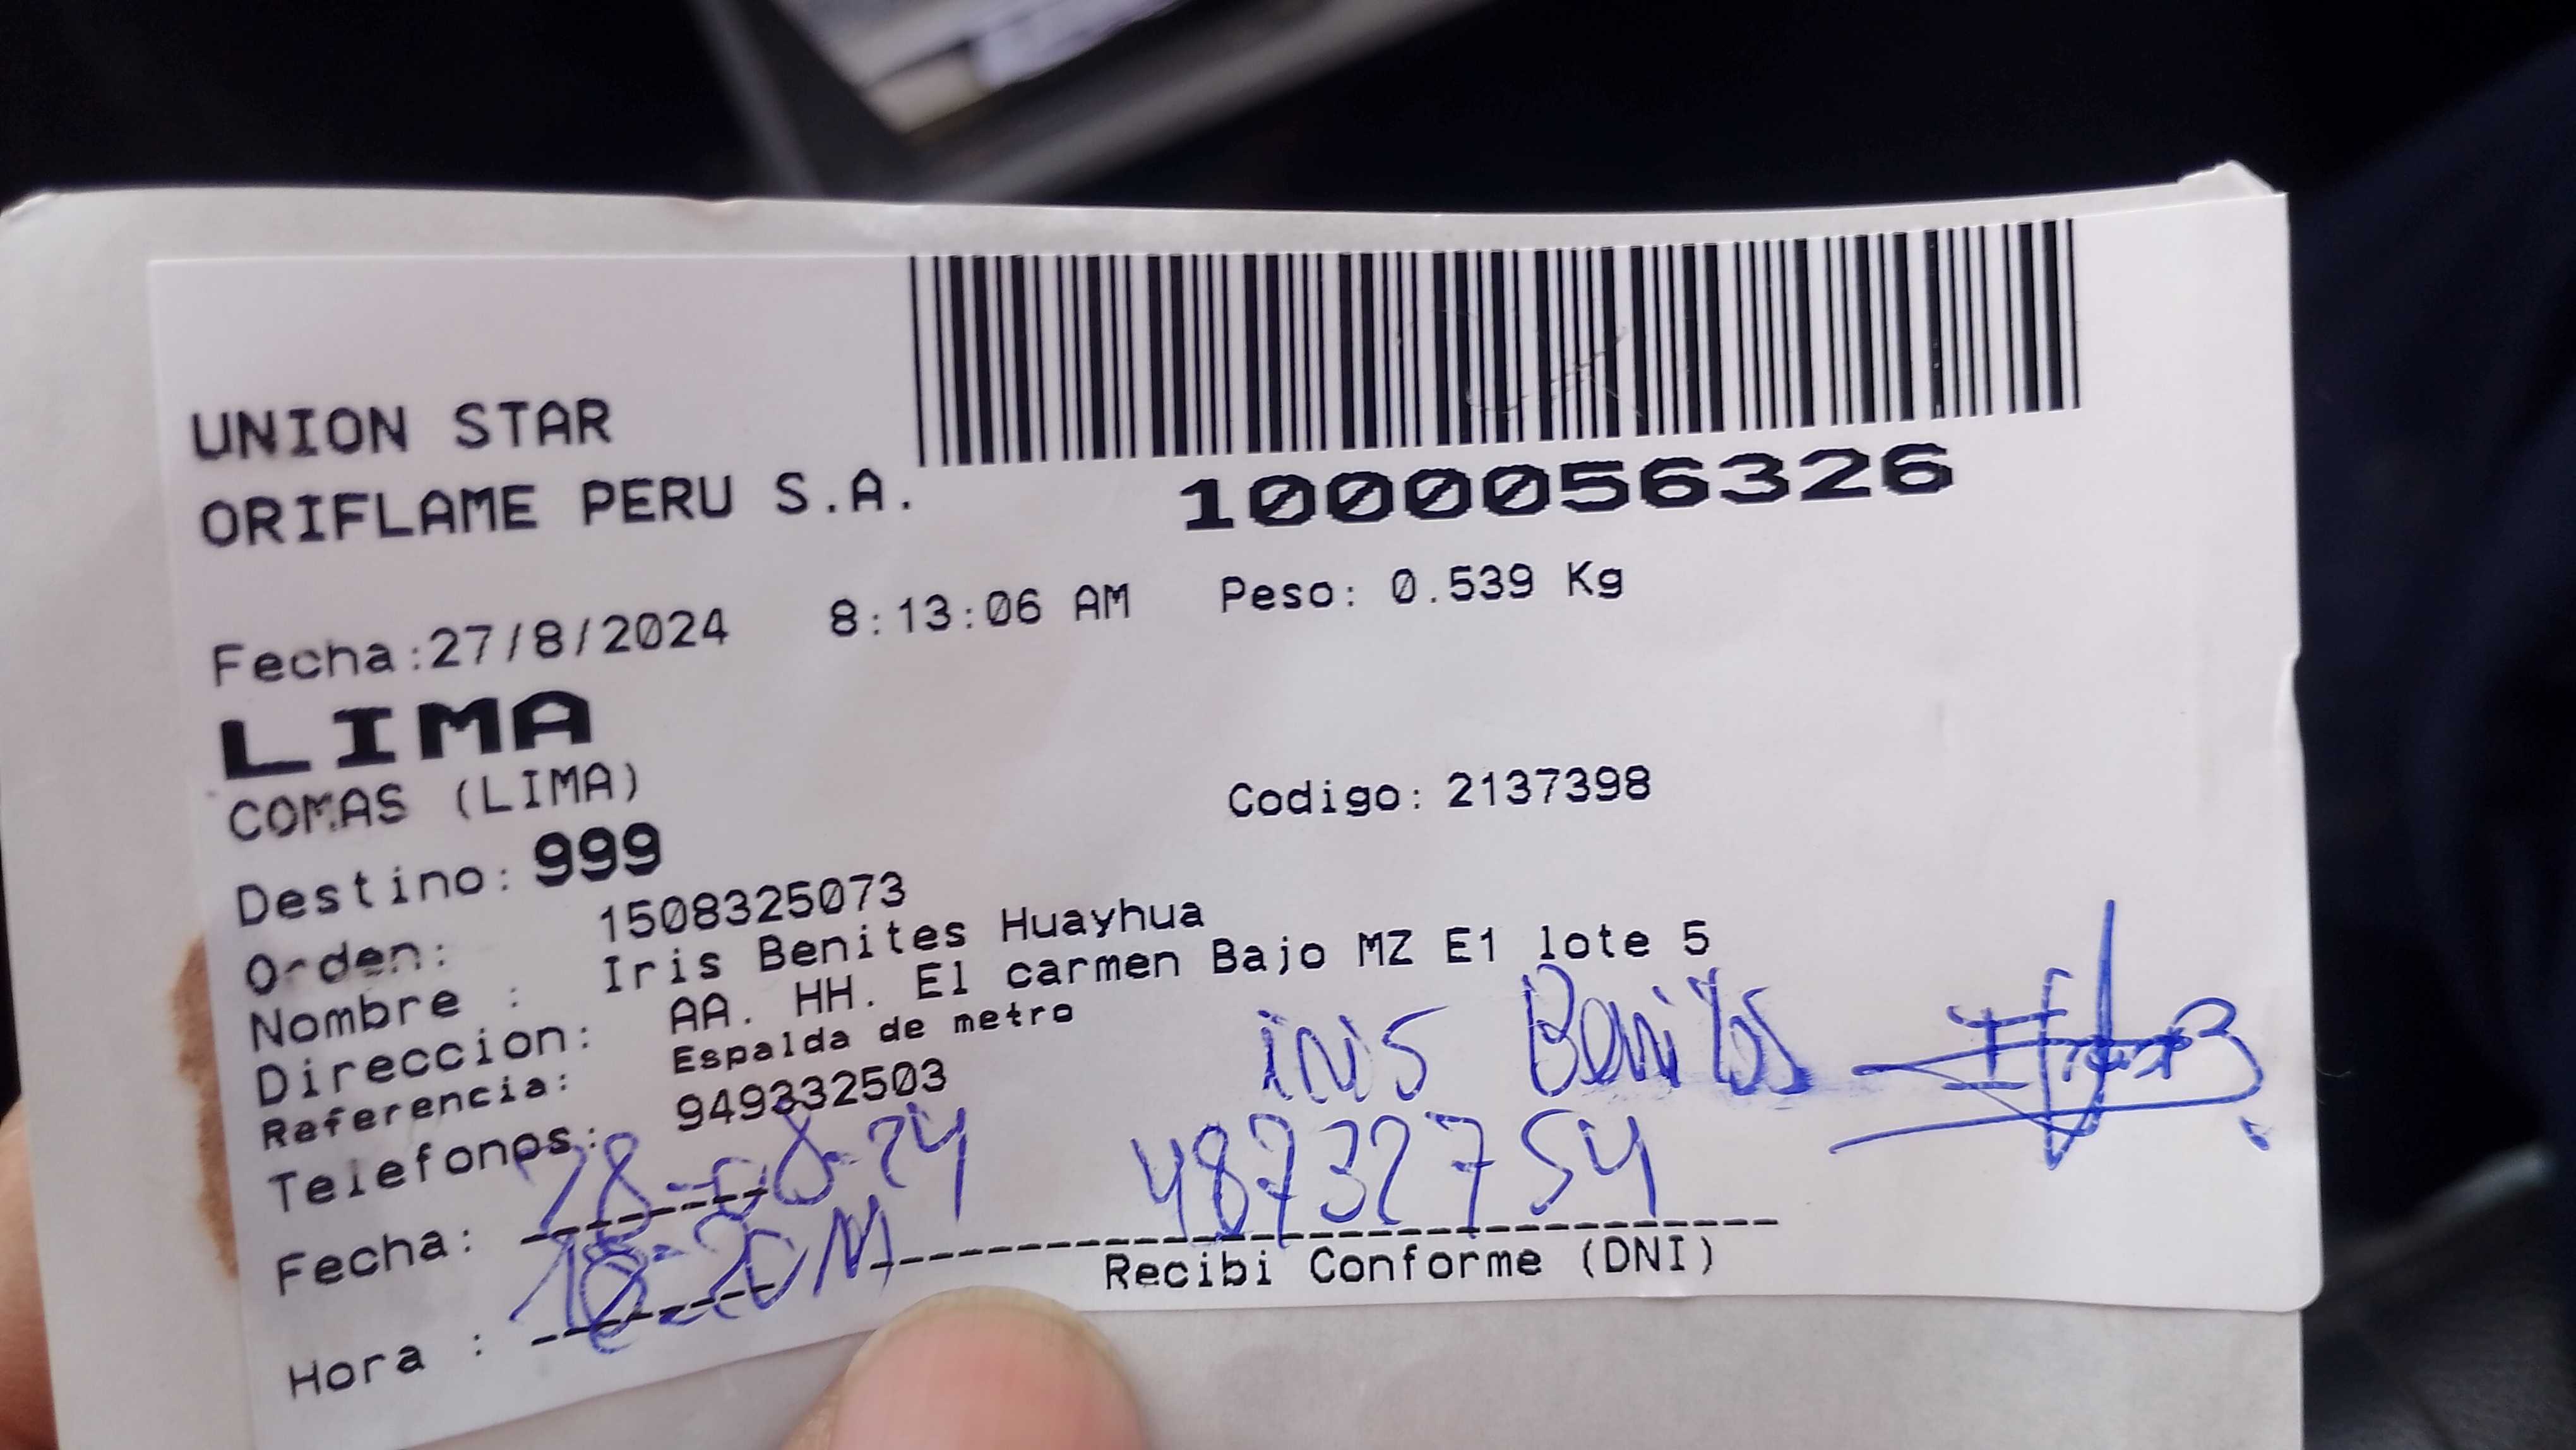 UNION STAR
ORIFLAME PERU S.A.
1000056326
Fecha:27/8/2024 8:13:06 AM Peso: 0.539 Kg
LIMA
COMAS (LIMA)
Codigo: 2137398
Destino: 999
Orden: 1508325073
Nombre : Iris Benites Huayhua
Direccion: AA. HH. El carmen Bajo MZ E1 lote 5
Referencia: Espalda de metro
Telefonos: 949332503
iris Benites
48732754
Fecha: 28-08-24
Hora :
Recibi Conforme (DNI)